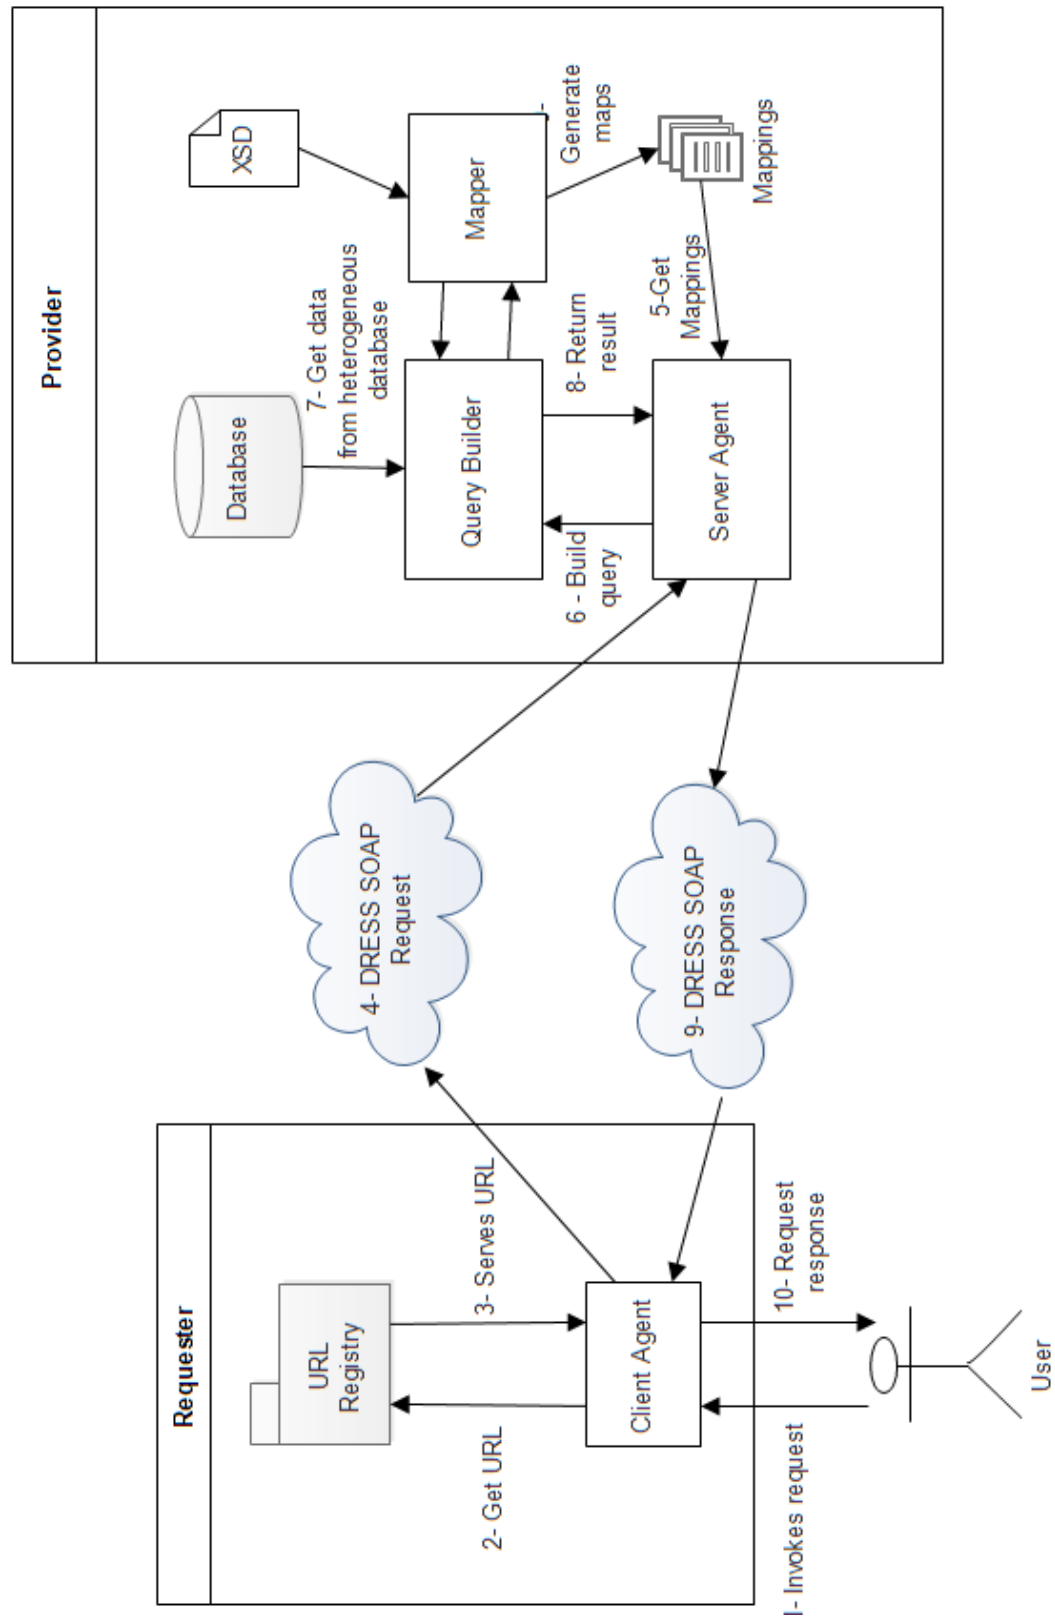 Provider
XSD
Database
7- Get data
from heterogeneous
database
Mapper
Generate
maps
Query Builder
8- Return
result
5-Get
Mappings
Mappings
6 - Build
query
Server Agent
4- DRESS SOAP
Request
9- DRESS SOAP
Response
Requester
URL
Registry
3- Serves URL
2- Get URL
Client Agent
10- Request
response
- Invokes request
User